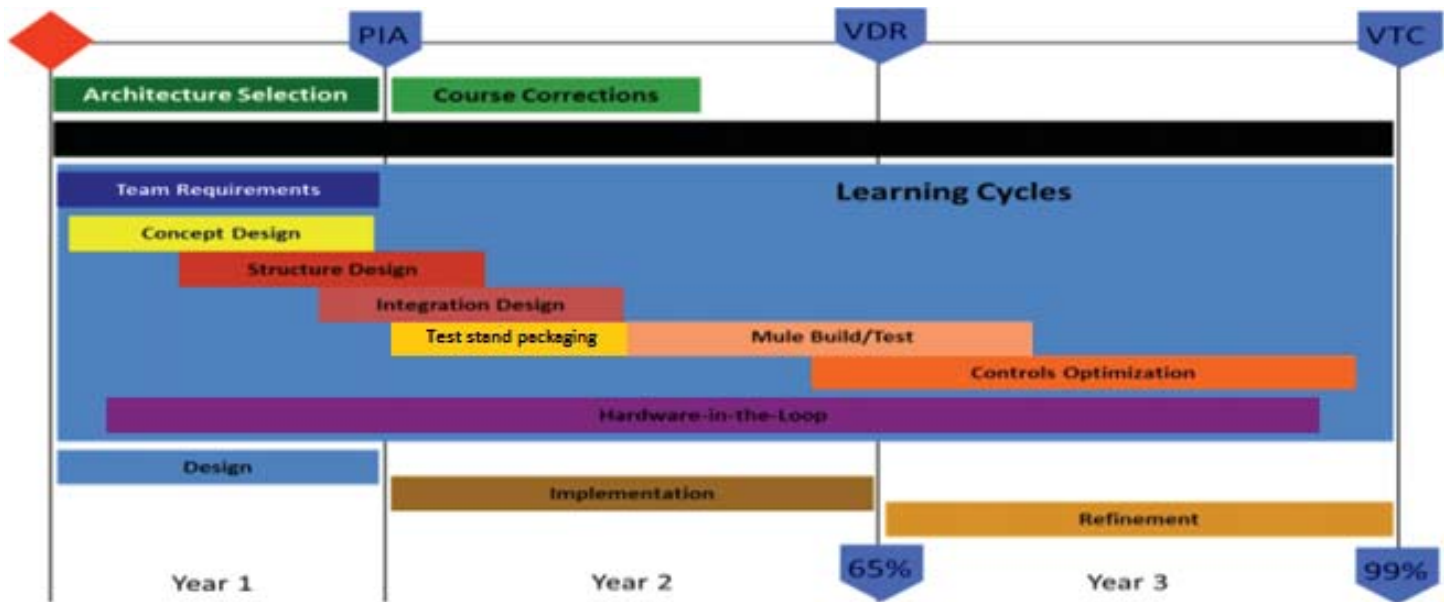 PIA
VDR
VTC
Architecture Selection
Course Corrections
Team Requirements
Learning Cycles
Concept Design
Structure Design
Integration Design
Test stand packaging
Mule Build/Test
Controls Optimization
Hardware-in-the-Loop
Design
Implementation
Refinement
Year 1
Year 2
65%
Year 3
99%